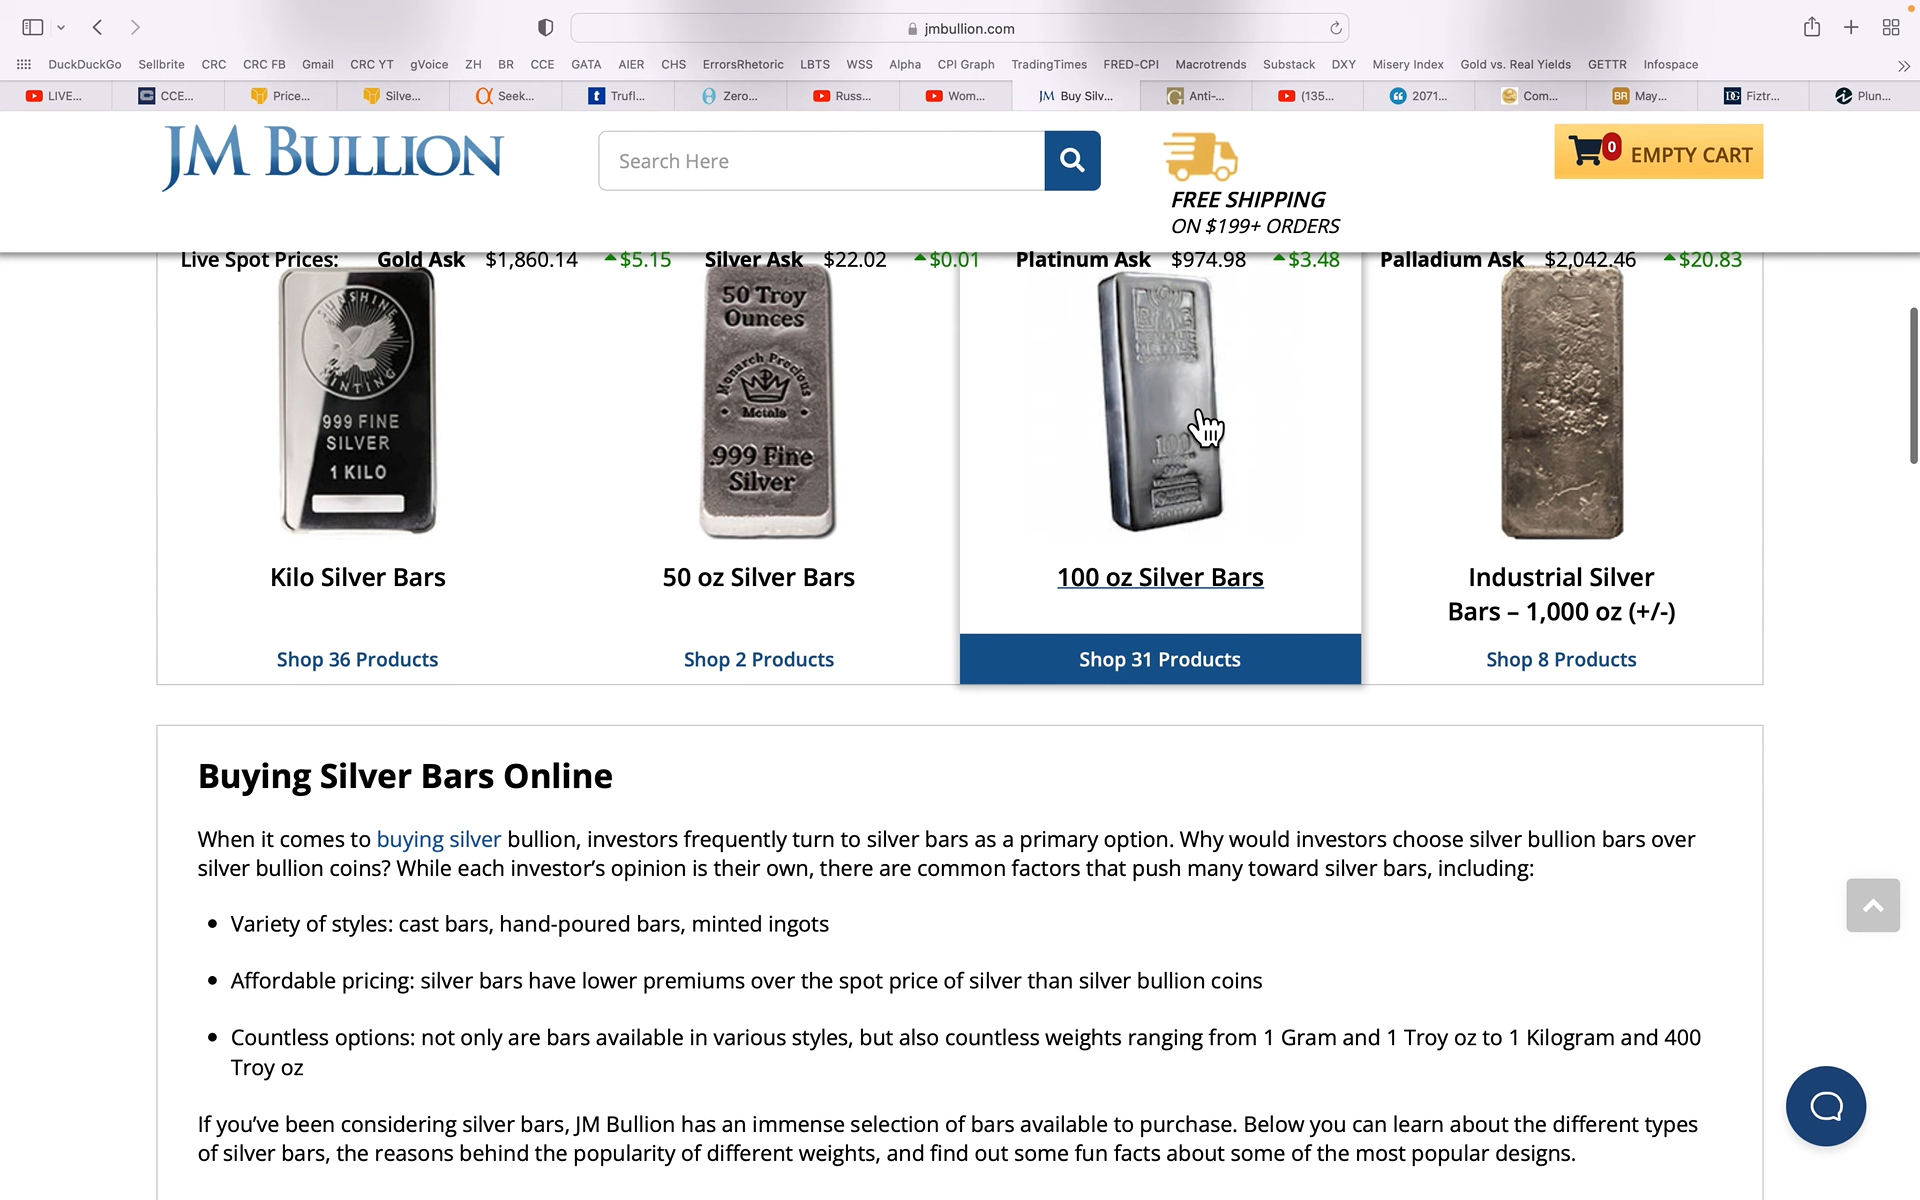 jmbullion.com
DuckDuckGo Sellbrite CRC CRC FB Gmail CRC YT gVoice ZH BR CCE GATA AIER CHS ErrorsRhetoric LBTS WSS Alpha CPI Graph TradingTimes FRED-CPI Macrotrends Substack DXY Misery Index Gold vs. Real Yields GETTR Infospace
LIVE... CCE... Price... Silve... Seek... Trufl... Zero... Russ... Wom... JM Buy Silv... Anti-... (135... 2071... Com... BR May... DG Fiztr... Plun...
JM BULLION
Search Here
FREE SHIPPING
ON $199+ ORDERS
0 EMPTY CART
Live Spot Prices: Gold Ask $1,860.14 $5.15 Silver Ask $22.02 $0.01 Platinum Ask $974.98 $3.48 Palladium Ask $2,042.46 $20.83
SUNSHINE
MINTING
999 FINE
SILVER
1 KILO
50 Troy
Ounces
Monarch Precious
Metals
.999 Fine
Silver
100
Kilo Silver Bars
50 oz Silver Bars
100 oz Silver Bars
Industrial Silver
Bars – 1,000 oz (+/-)
Shop 36 Products
Shop 2 Products
Shop 31 Products
Shop 8 Products
Buying Silver Bars Online
When it comes to buying silver bullion, investors frequently turn to silver bars as a primary option. Why would investors choose silver bullion bars over
silver bullion coins? While each investor’s opinion is their own, there are common factors that push many toward silver bars, including:
• Variety of styles: cast bars, hand-poured bars, minted ingots
• Affordable pricing: silver bars have lower premiums over the spot price of silver than silver bullion coins
• Countless options: not only are bars available in various styles, but also countless weights ranging from 1 Gram and 1 Troy oz to 1 Kilogram and 400
Troy oz
If you’ve been considering silver bars, JM Bullion has an immense selection of bars available to purchase. Below you can learn about the different types
of silver bars, the reasons behind the popularity of different weights, and find out some fun facts about some of the most popular designs.